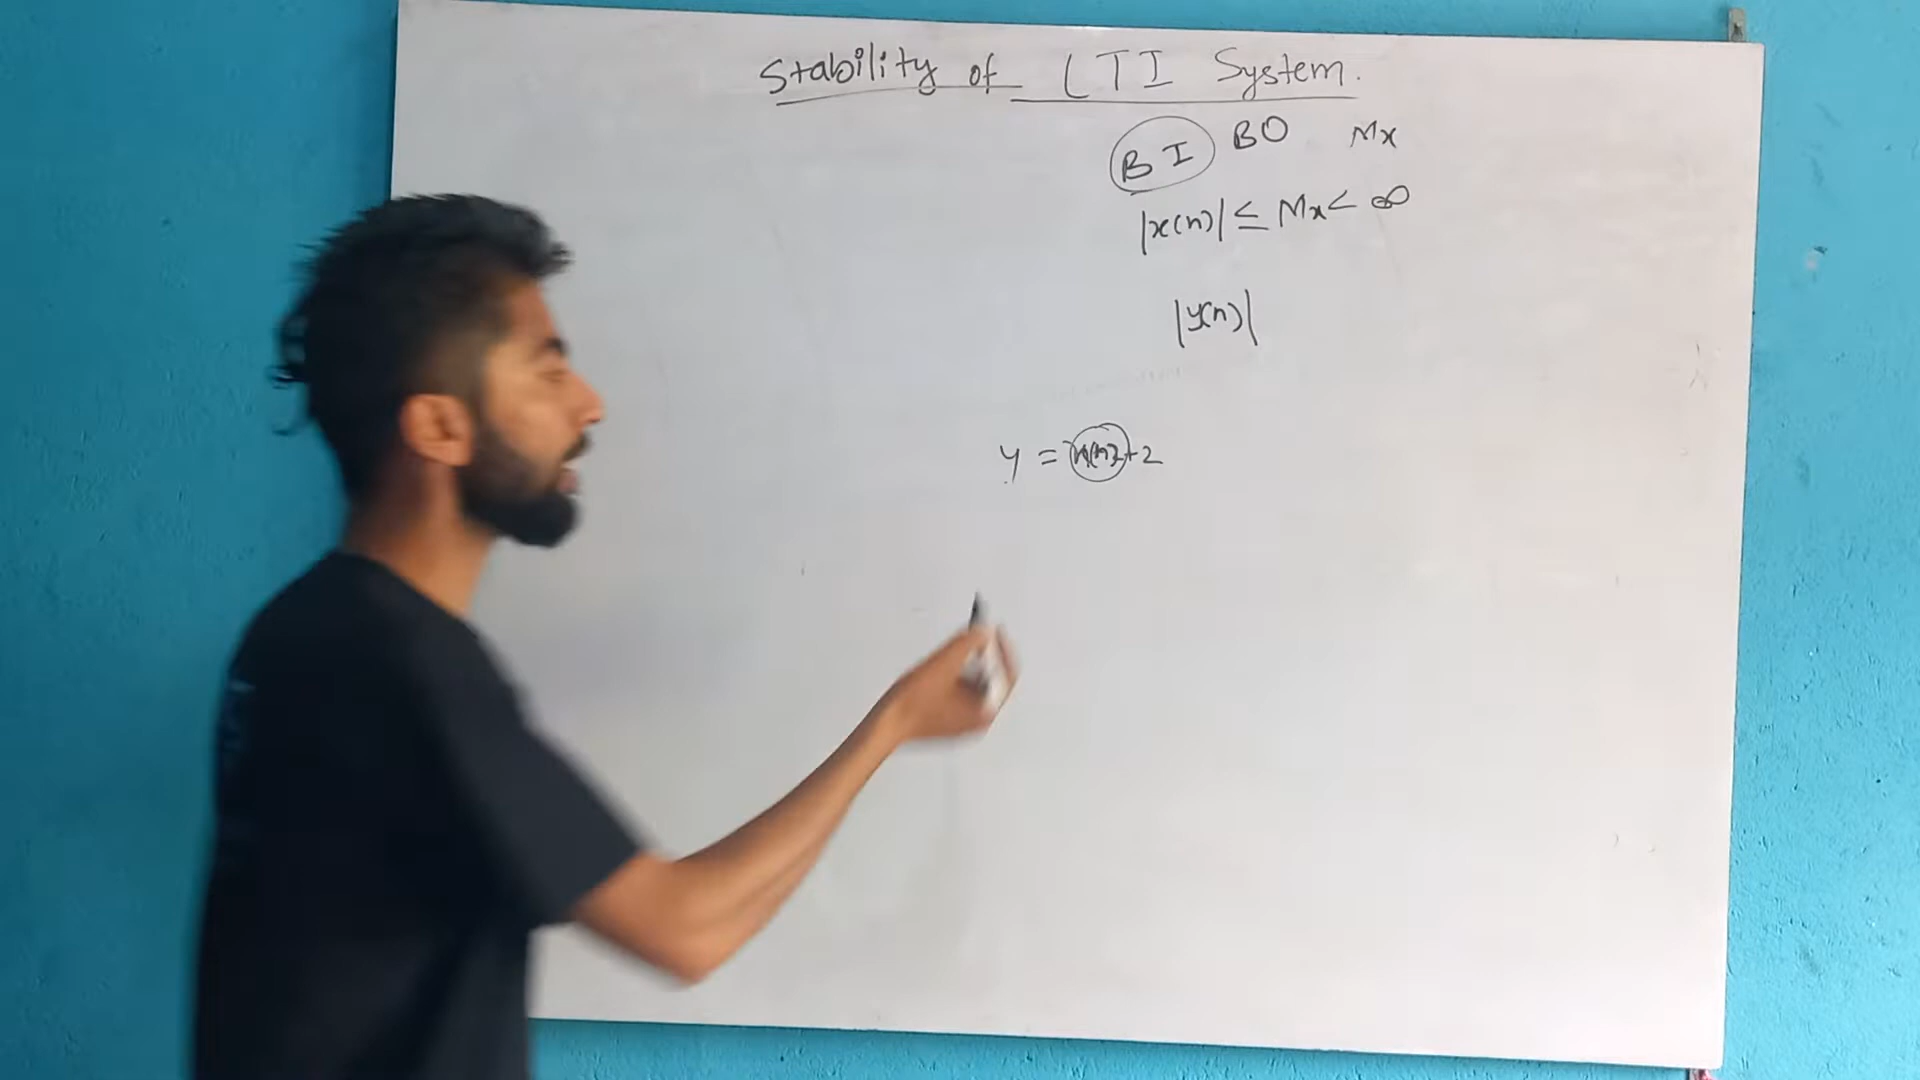 Stability of LTI System.
BI BO Mx
|x(n)| ≤ Mx < ∞
|y(n)|
y = x(n)+2